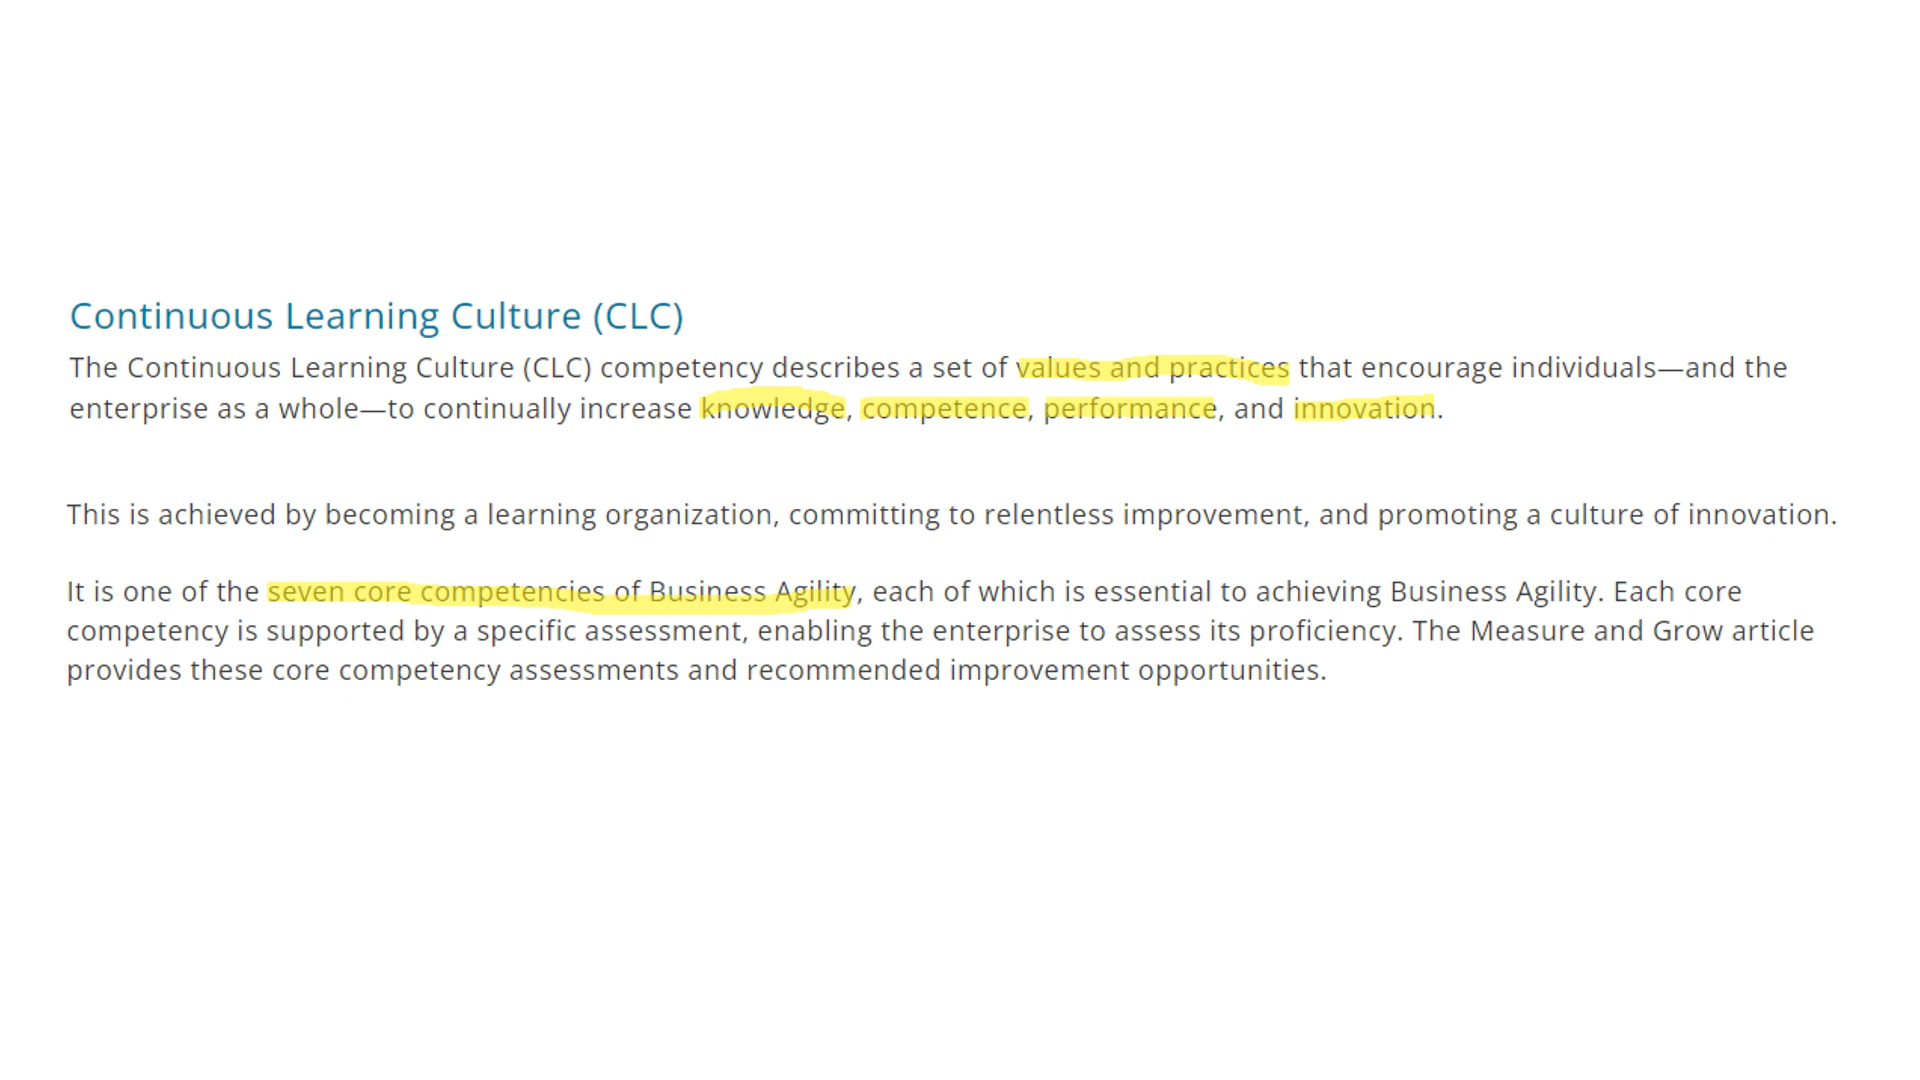 Continuous Learning Culture (CLC)
The Continuous Learning Culture (CLC) competency describes a set of values and practices that encourage individuals—and the
enterprise as a whole—to continually increase knowledge, competence, performance, and innovation.
This is achieved by becoming a learning organization, committing to relentless improvement, and promoting a culture of innovation.
It is one of the seven core competencies of Business Agility, each of which is essential to achieving Business Agility. Each core
competency is supported by a specific assessment, enabling the enterprise to assess its proficiency. The Measure and Grow article
provides these core competency assessments and recommended improvement opportunities.